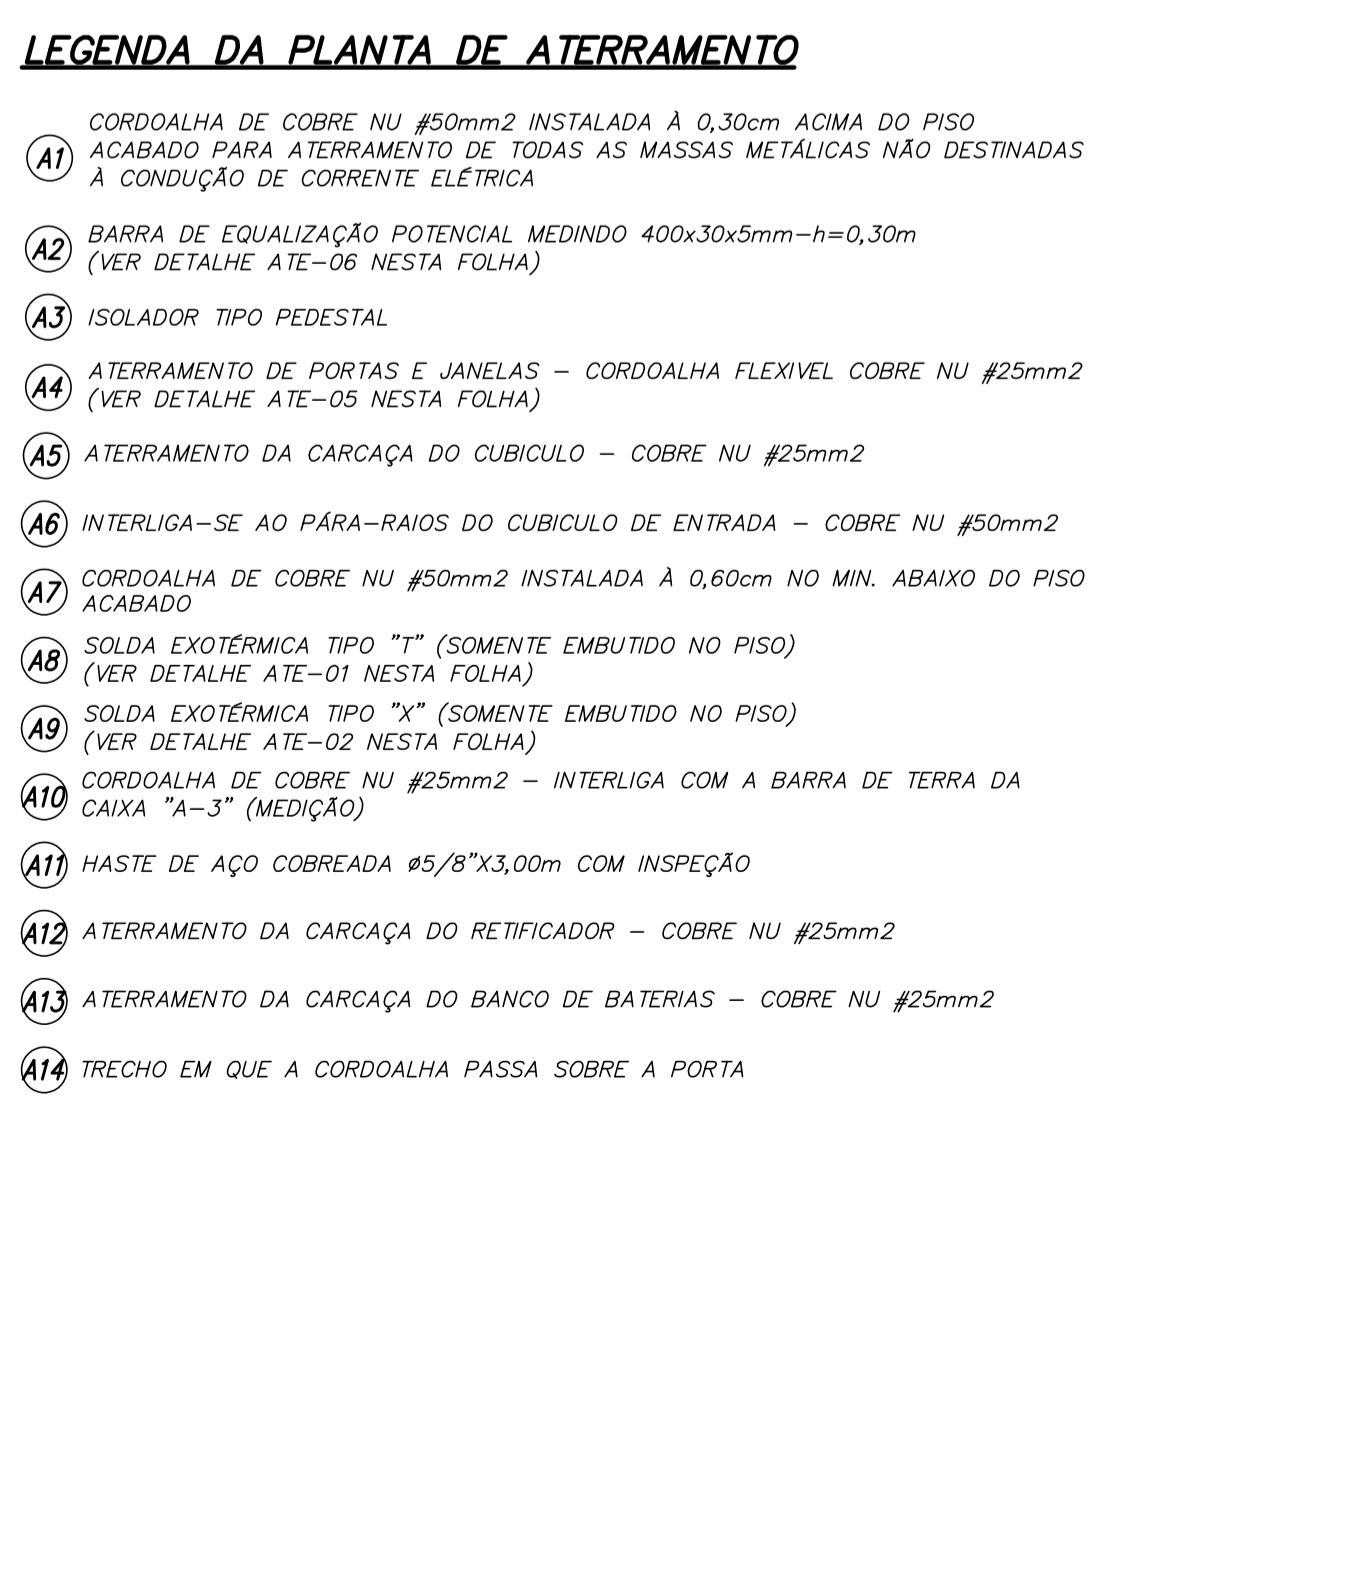 LEGENDA DA PLANTA DE ATERRAMENTO
CORDOALHA DE COBRE NU #50mm2 INSTALADA À 0,30cm ACIMA DO PISO
A1 ACABADO PARA ATERRAMENTO DE TODAS AS MASSAS METÁLICAS NÃO DESTINADAS
À CONDUÇÃO DE CORRENTE ELÉTRICA
A2 BARRA DE EQUALIZAÇÃO POTENCIAL MEDINDO 400x30x5mm-h=0,30m
(VER DETALHE ATE-06 NESTA FOLHA)
A3 ISOLADOR TIPO PEDESTAL
A4 ATERRAMENTO DE PORTAS E JANELAS - CORDOALHA FLEXIVEL COBRE NU #25mm2
(VER DETALHE ATE-05 NESTA FOLHA)
A5 ATERRAMENTO DA CARCAÇA DO CUBICULO - COBRE NU #25mm2
A6 INTERLIGA-SE AO PÁRA-RAIOS DO CUBICULO DE ENTRADA - COBRE NU #50mm2
A7 CORDOALHA DE COBRE NU #50mm2 INSTALADA À 0,60cm NO MIN. ABAIXO DO PISO
ACABADO
A8 SOLDA EXOTÉRMICA TIPO "T" (SOMENTE EMBUTIDO NO PISO)
(VER DETALHE ATE-01 NESTA FOLHA)
A9 SOLDA EXOTÉRMICA TIPO "X" (SOMENTE EMBUTIDO NO PISO)
(VER DETALHE ATE-02 NESTA FOLHA)
A10 CORDOALHA DE COBRE NU #25mm2 - INTERLIGA COM A BARRA DE TERRA DA
CAIXA "A-3" (MEDIÇÃO)
A11 HASTE DE AÇO COBREADA ø5/8"X3,00m COM INSPEÇÃO
A12 ATERRAMENTO DA CARCAÇA DO RETIFICADOR - COBRE NU #25mm2
A13 ATERRAMENTO DA CARCAÇA DO BANCO DE BATERIAS - COBRE NU #25mm2
A14 TRECHO EM QUE A CORDOALHA PASSA SOBRE A PORTA